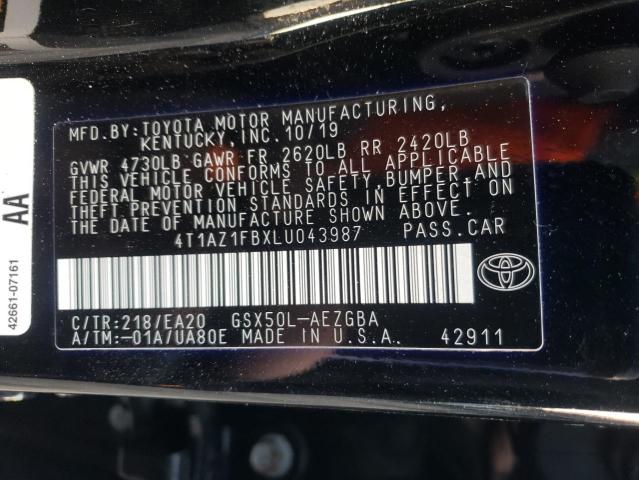 MFD.BY:TOYOTA MOTOR MANUFACTURING,
KENTUCKY,INC.10/19
GVWR 4730LB GAWR FR 2620LB RR 2420LB
THIS VEHICLE CONFORMS TO ALL APPLICABLE
FEDERAL MOTOR VEHICLE SAFETY,BUMPER AND
THEFT PREVENTION STANDARDS IN EFFECT ON
THE DATE OF MANUFACTURE SHOWN ABOVE.
4T1AZ1FBXLU043987 PASS.CAR
C/TR:218/EA20 GSX50L-AEZGBA
A/TM:-01A/UA80E MADE IN U.S.A. 42911
AA
42661-07161